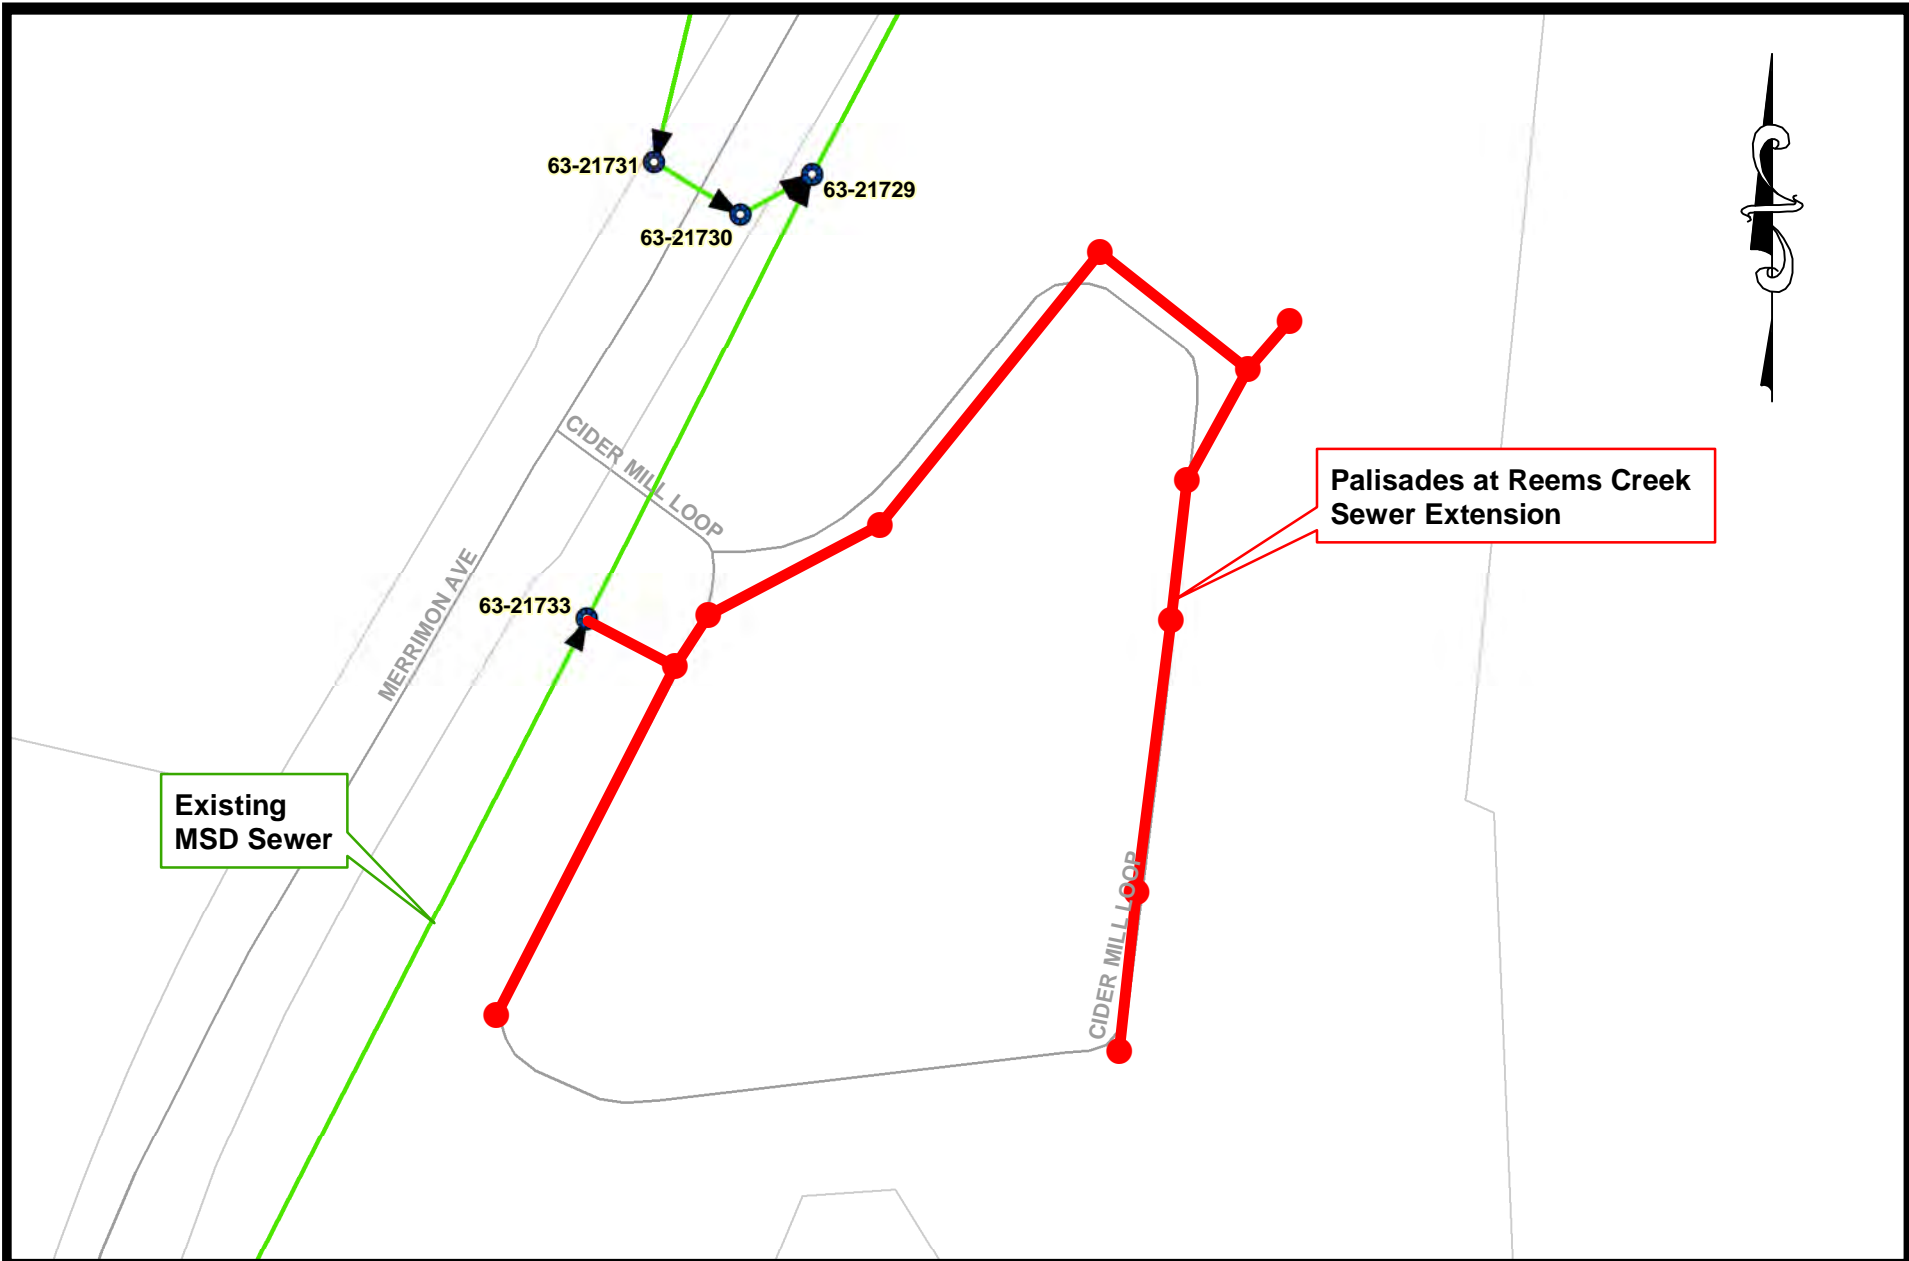 63-21731
63-21729
63-21730
CIDER MILL LOOP
Palisades at Reems Creek
Sewer Extension
MERRIMON AVE
63-21733
Existing
MSD Sewer
CIDER MILL LOOP